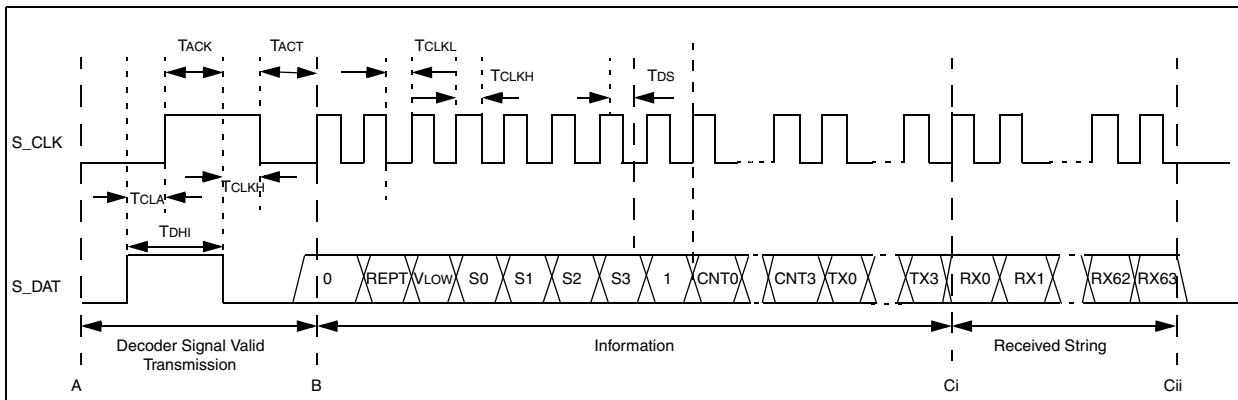 TACK TACT TCLKL
TCLKH TDS
S_CLK
TCLA TCLKH
TDHI
S_DAT 0 REPT VLOW S0 S1 S2 S3 1 CNT0 CNT3 TX0 TX3 RX0 RX1 RX62 RX63
Decoder Signal Valid
Transmission
Information
Received String
A B Ci Cii